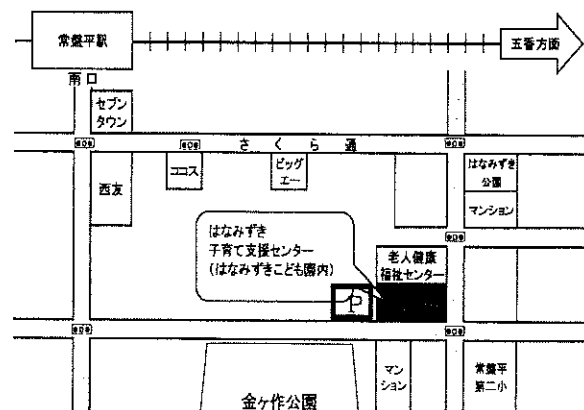 常盤平駅
五香方面
南口
セブン
タウン
さくら通
西友
ココス
ビッグ
エー
はなみずき
公園
マンション
はなみずき
子育て支援センター
(はなみずきこども園内)
老人健康
福祉センター
P
金ヶ作公園
マン
ション
常盤平
第二小